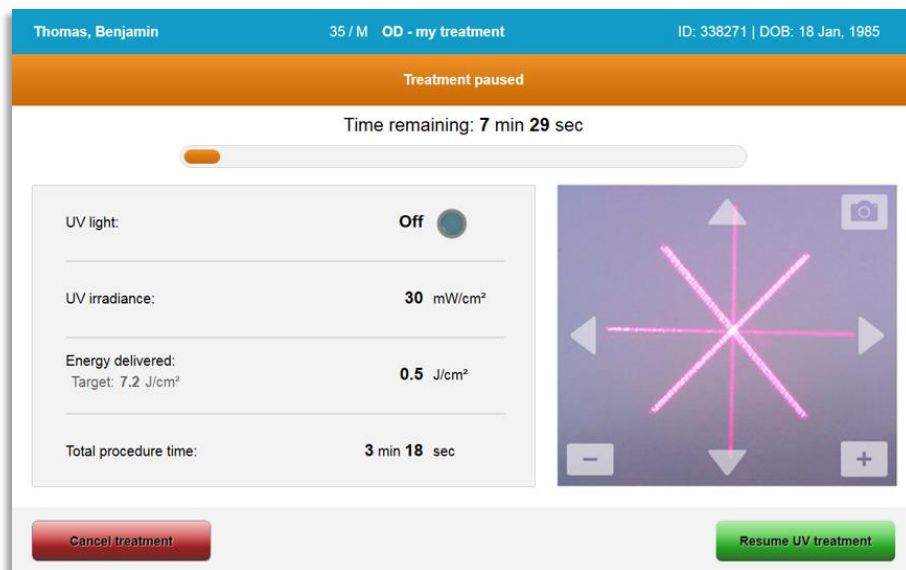 Thomas, Benjamin 35 / M OD - my treatment ID: 338271 | DOB: 18 Jan, 1985
Treatment paused
Time remaining: 7 min 29 sec
UV light: Off
UV irradiance: 30 mW/cm²
Energy delivered:
Target: 7.2 J/cm² 0.5 J/cm²
Total procedure time: 3 min 18 sec
− +
Cancel treatment Resume UV treatment